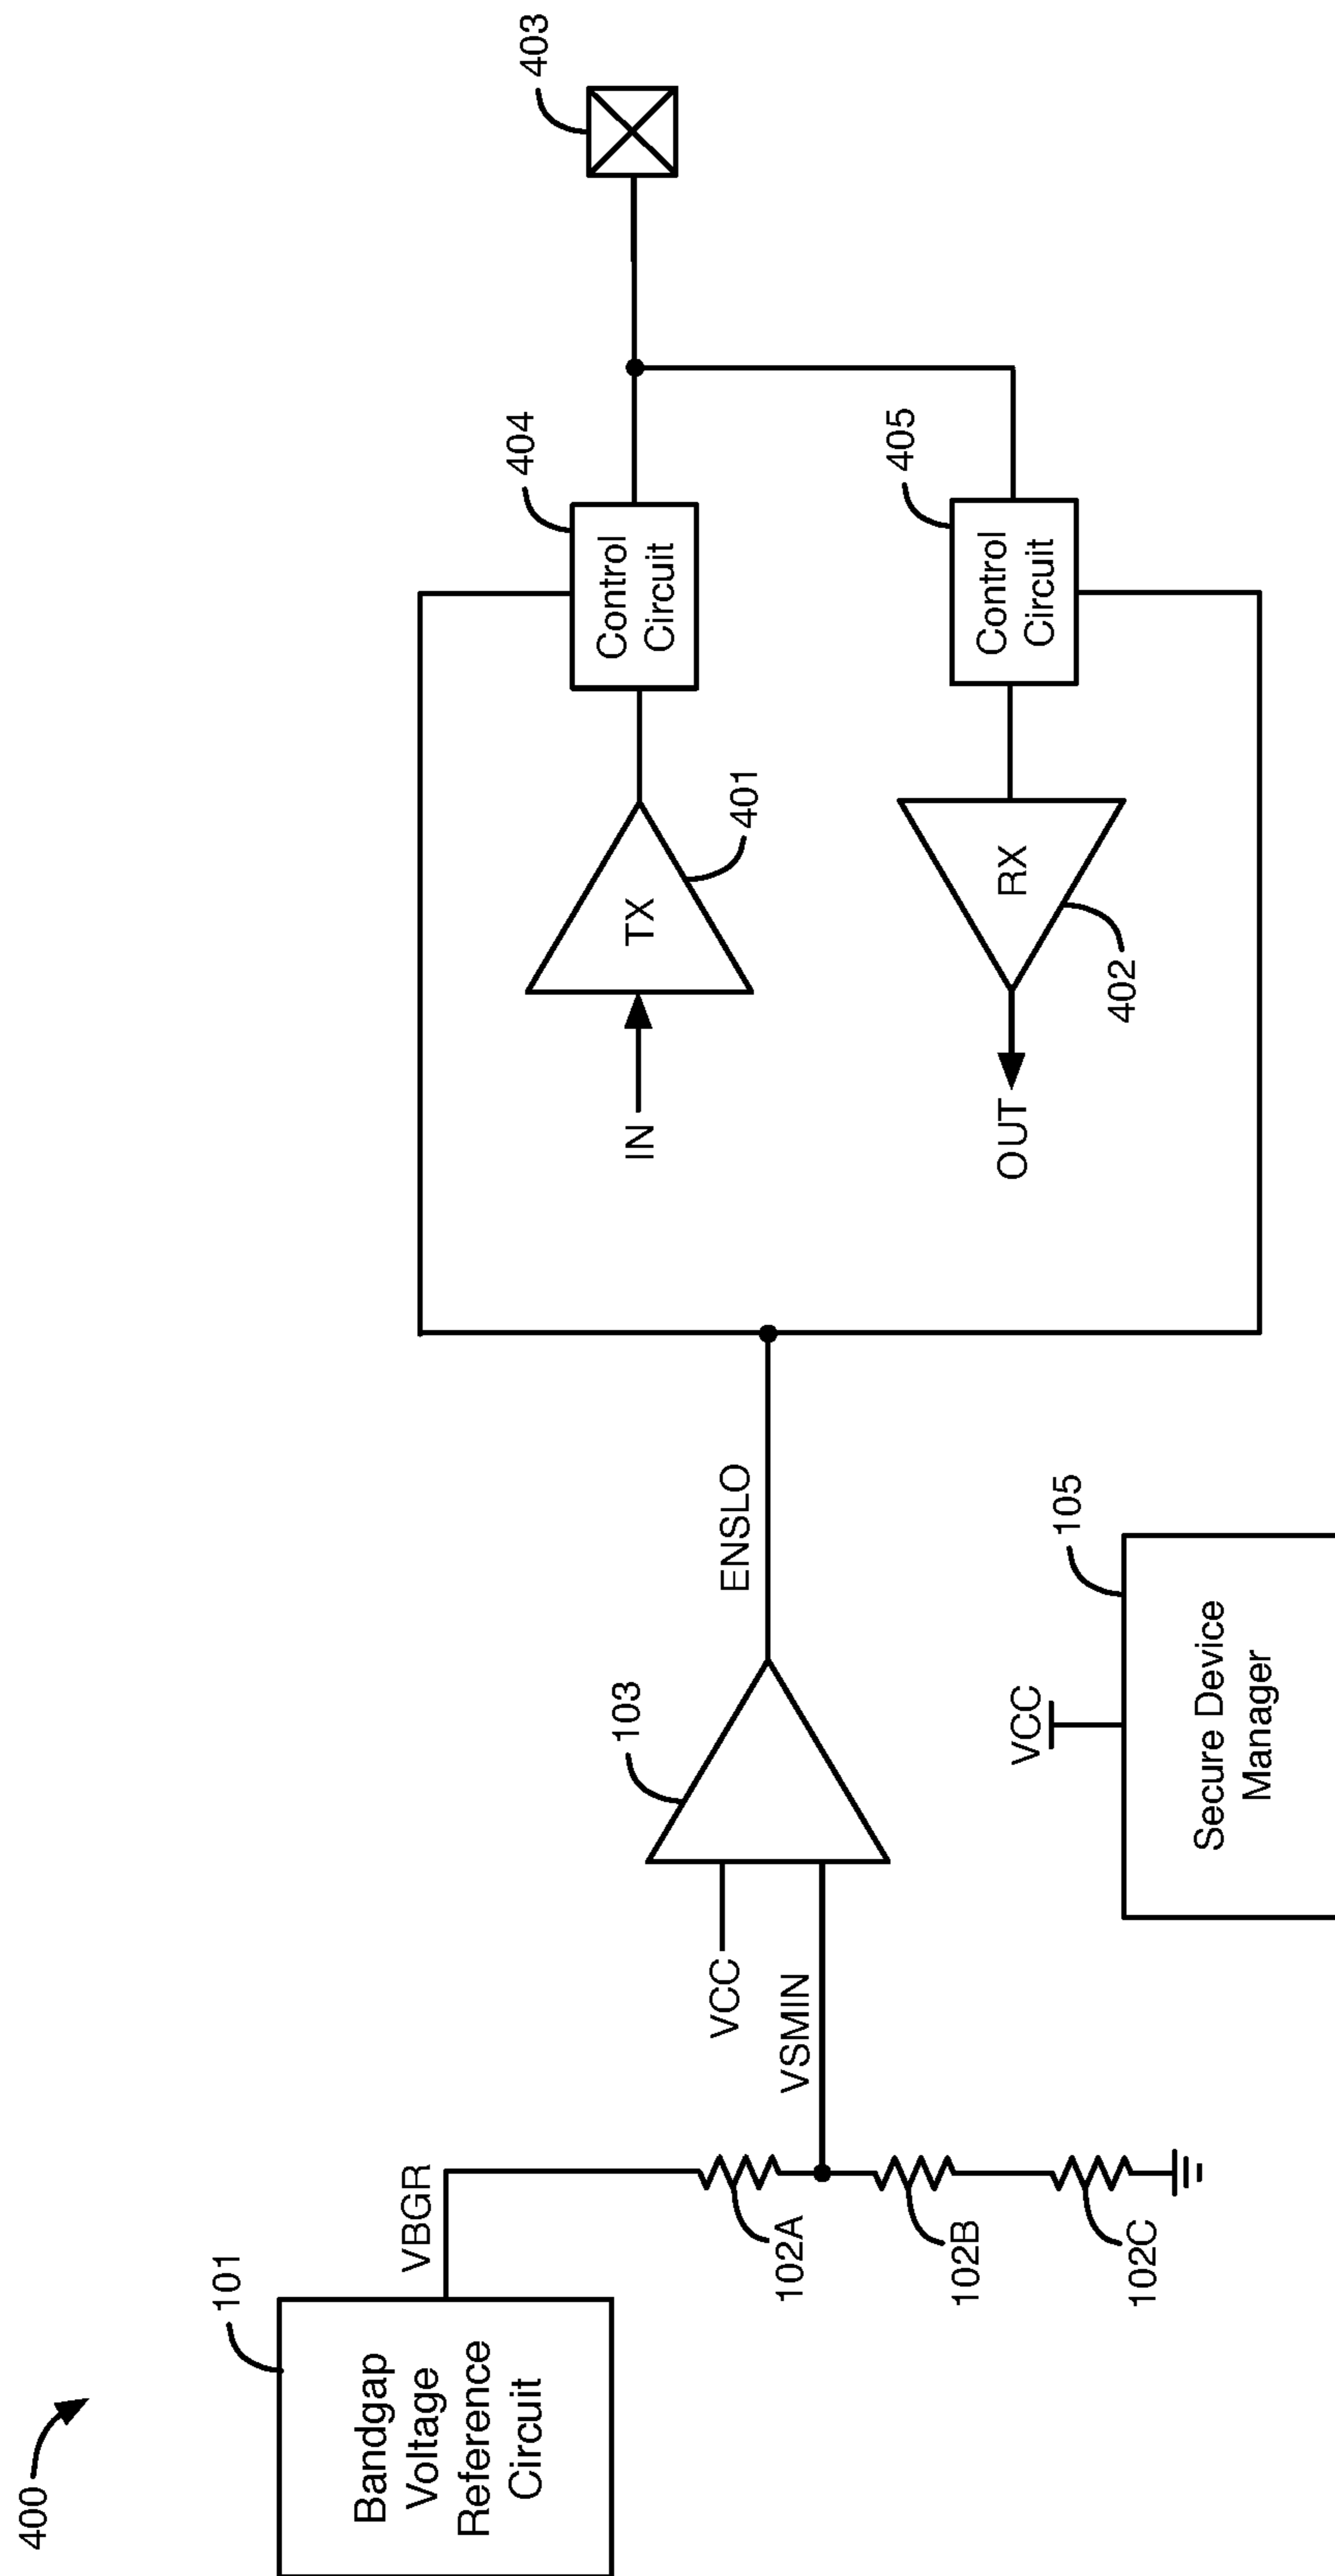 400
101
Bandgap
Voltage
Reference
Circuit
VBGR
102A
102B
102C
VCC
VSMIN
103
ENSLO
VCC
105
Secure Device
Manager
IN
TX
401
404
Control
Circuit
403
OUT
RX
402
405
Control
Circuit